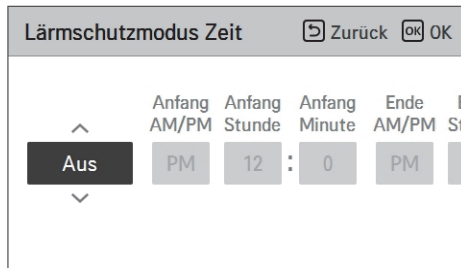 Lärmschutzmodus Zeit Zurück OK OK
Anfang Anfang Anfang Ende
AM/PM Stunde Minute AM/PM
Aus PM 12 : 0 PM